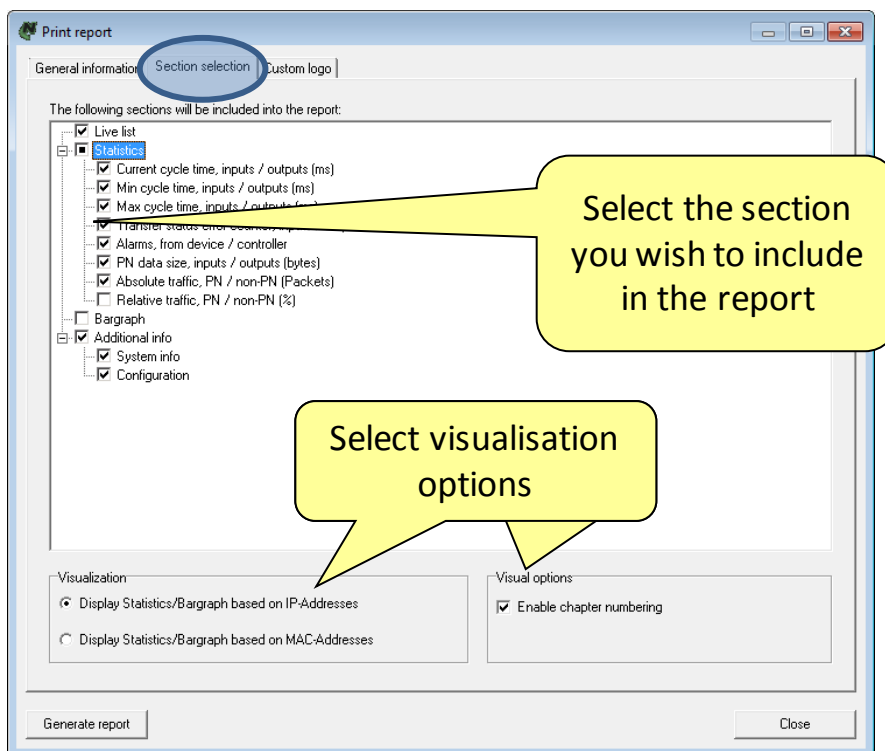 Print report
General information Section selection Custom logo
The following sections will be included into the report:
Live list
Statistics
Current cycle time, inputs / outputs (ms)
Min cycle time, inputs / outputs (ms)
Max cycle time, inputs / outputs (ms)
Transfer status error counter,
Alarms, from device / controller
PN data size, inputs / outputs (bytes)
Absolute traffic, PN / non-PN (Packets)
Relative traffic, PN / non-PN (%)
Bargraph
Additional info
System info
Configuration
Select the section
you wish to include
in the report
Select visualisation
options
Visualization
Display Statistics/Bargraph based on IP-Addresses
Display Statistics/Bargraph based on MAC-Addresses
Visual options
Enable chapter numbering
Generate report
Close